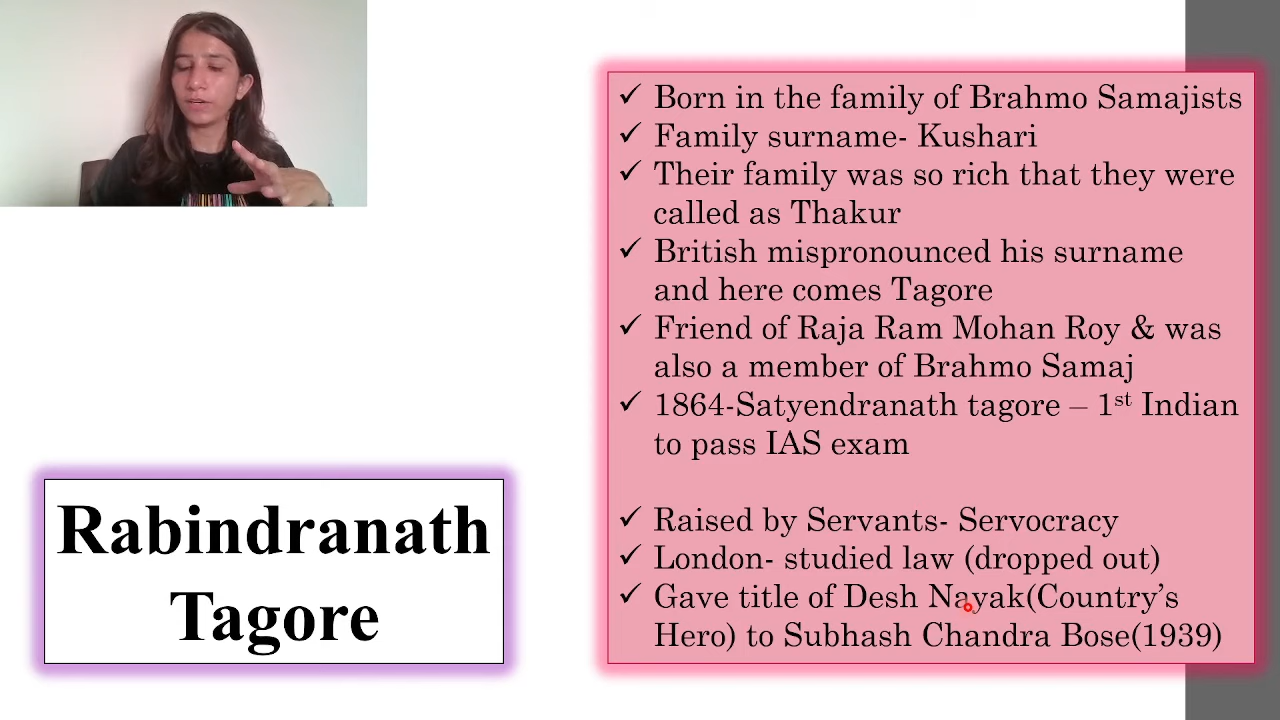 ✓ Born in the family of Brahmo Samajists
✓ Family surname- Kushari
✓ Their family was so rich that they were
called as Thakur
✓ British mispronounced his surname
and here comes Tagore
✓ Friend of Raja Ram Mohan Roy & was
also a member of Brahmo Samaj
✓ 1864-Satyendranath tagore – 1st Indian
to pass IAS exam
✓ Raised by Servants- Servocracy
✓ London- studied law (dropped out)
✓ Gave title of Desh Nayak(Country’s
Hero) to Subhash Chandra Bose(1939)
Rabindranath
Tagore